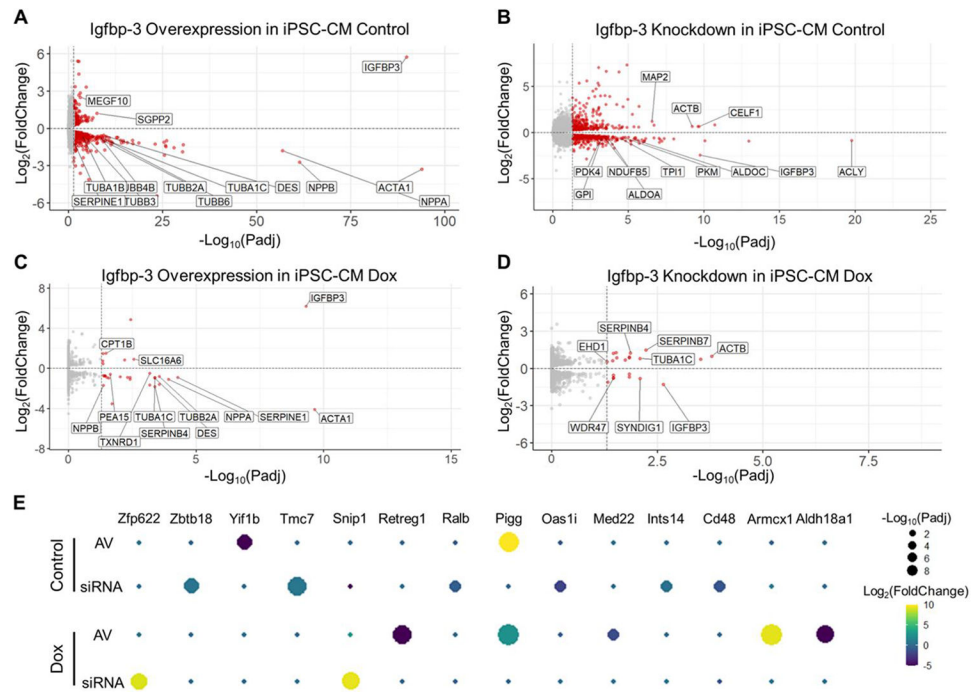 A
Igfbp-3 Overexpression in iPSC-CM Control
Log2(FoldChange)
6
3
0
-3
-6
IGFBP3
MEGF10
SGPP2
TUBA1B
UBB4B
TUBB2A
TUBA1C
DES
NPPB
ACTA1
SERPINE1
TUBB3
TUBB6
NPPA
0
25
50
75
100
-Log10(Padj)
B
Igfbp-3 Knockdown in iPSC-CM Control
Log2(FoldChange)
5
0
-5
MAP2
ACTB
CELF1
PDK4
NDUFB5
TPI1
PKM
ALDOC
IGFBP3
ACLY
GPI
ALDOA
0
5
10
15
20
25
-Log10(Padj)
C
Igfbp-3 Overexpression in iPSC-CM Dox
Log2(FoldChange)
8
4
0
-4
-8
IGFBP3
CPT1B
SLC16A6
PEA15
TUBA1C
TUBB2A
NPPA
SERPINE1
ACTA1
NPPB
SERPINB4
DES
TXNRD1
0
5
10
15
-Log10(Padj)
D
Igfbp-3 Knockdown in iPSC-CM Dox
Log2(FoldChange)
6
3
0
-3
-6
SERPINB4
EHD1
SERPINB7
TUBA1C
ACTB
WDR47
SYNDIG1
IGFBP3
0.0
2.5
5.0
7.5
-Log10(Padj)
E
Zfp622 Zbtb18 Yif1b Tmc7 Snip1 Retreg1 Ralb Pigg Oas1i Med22 Ints14 Cd48 Armcx1 Aldh18a1
Control
AV
siRNA
Dox
AV
siRNA
-Log10(Padj)
2
4
6
8
Log2(FoldChange)
10
5
0
-5